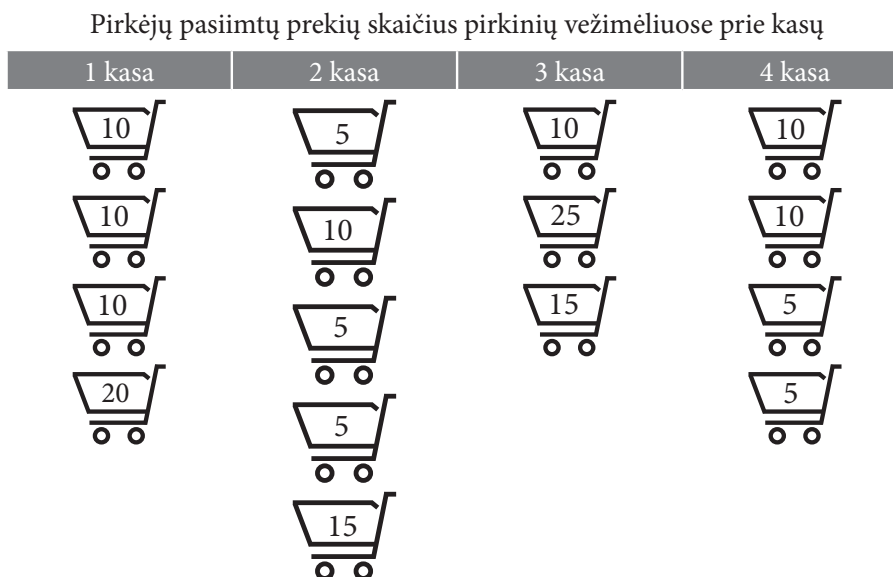 Pirkėjų pasiimtų prekių skaičius pirkinių vežimėliuose prie kasų
1 kasa 2 kasa 3 kasa 4 kasa
10 5 10 10
10 10 25 10
10 5 15 5
20 5 5
15